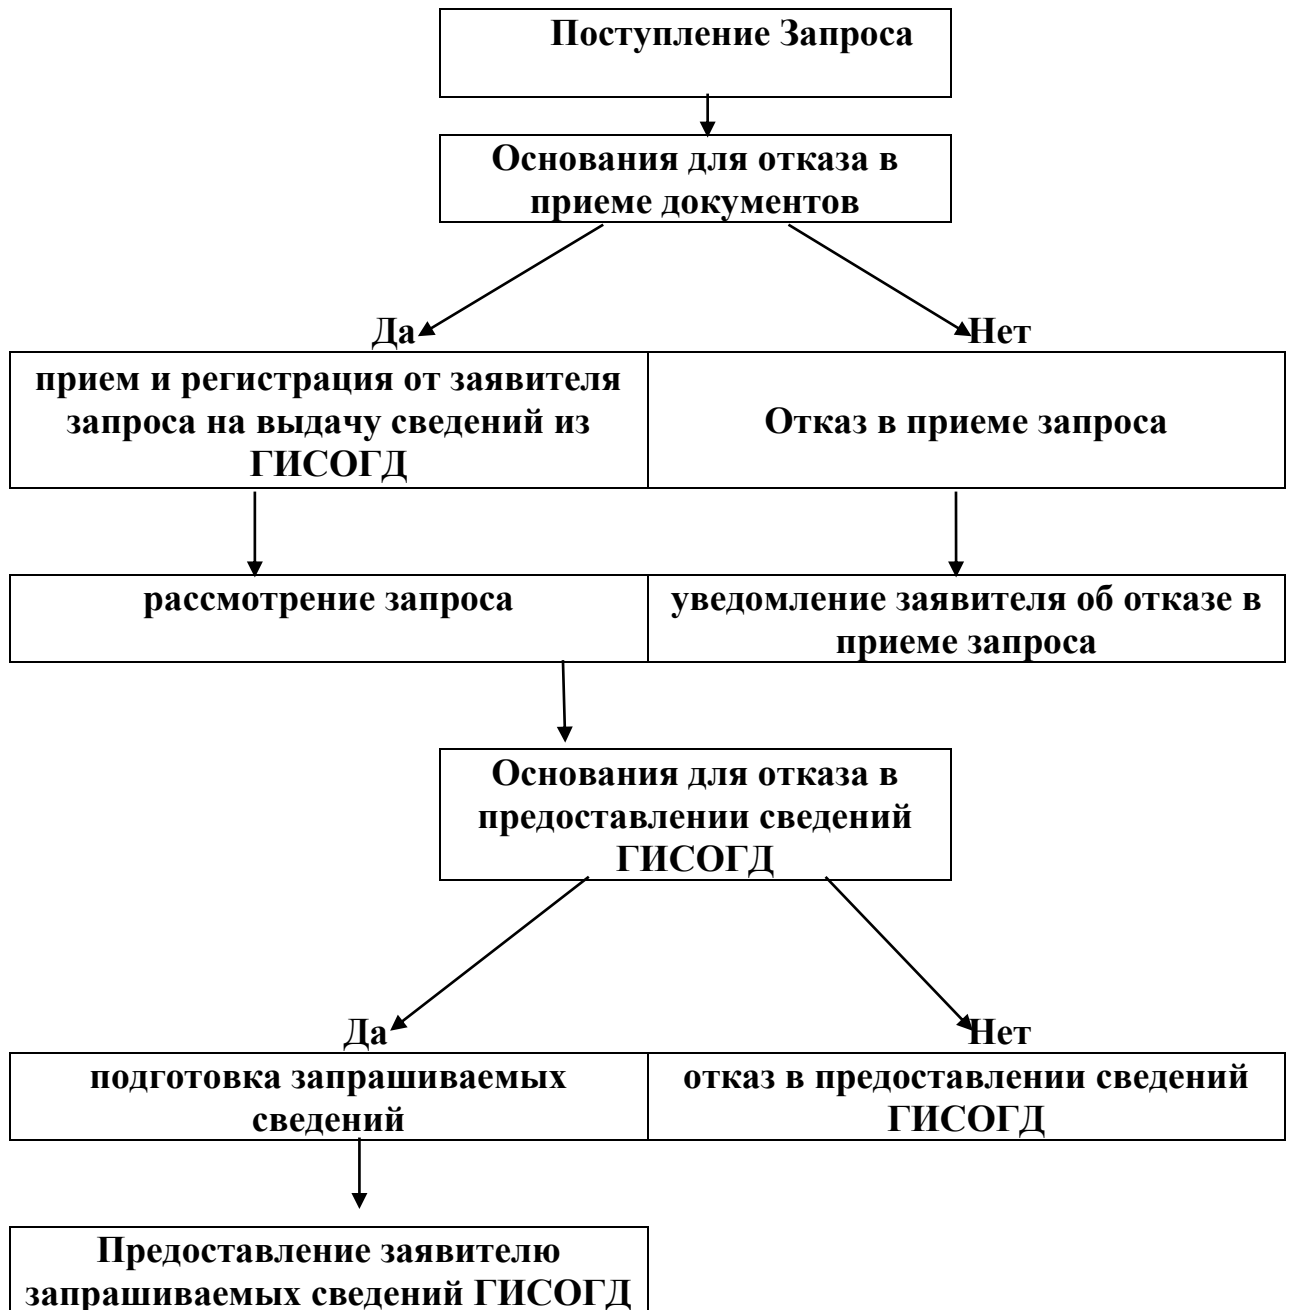 Поступление Запроса
Основания для отказа в
приеме документов
Да
Нет
прием и регистрация от заявителя
запроса на выдачу сведений из
ГИСОГД
Отказ в приеме запроса
рассмотрение запроса
уведомление заявителя об отказе в
приеме запроса
Основания для отказа в
предоставлении сведений
ГИСОГД
Да
Нет
подготовка запрашиваемых
сведений
отказ в предоставлении сведений
ГИСОГД
Предоставление заявителю
запрашиваемых сведений ГИСОГД